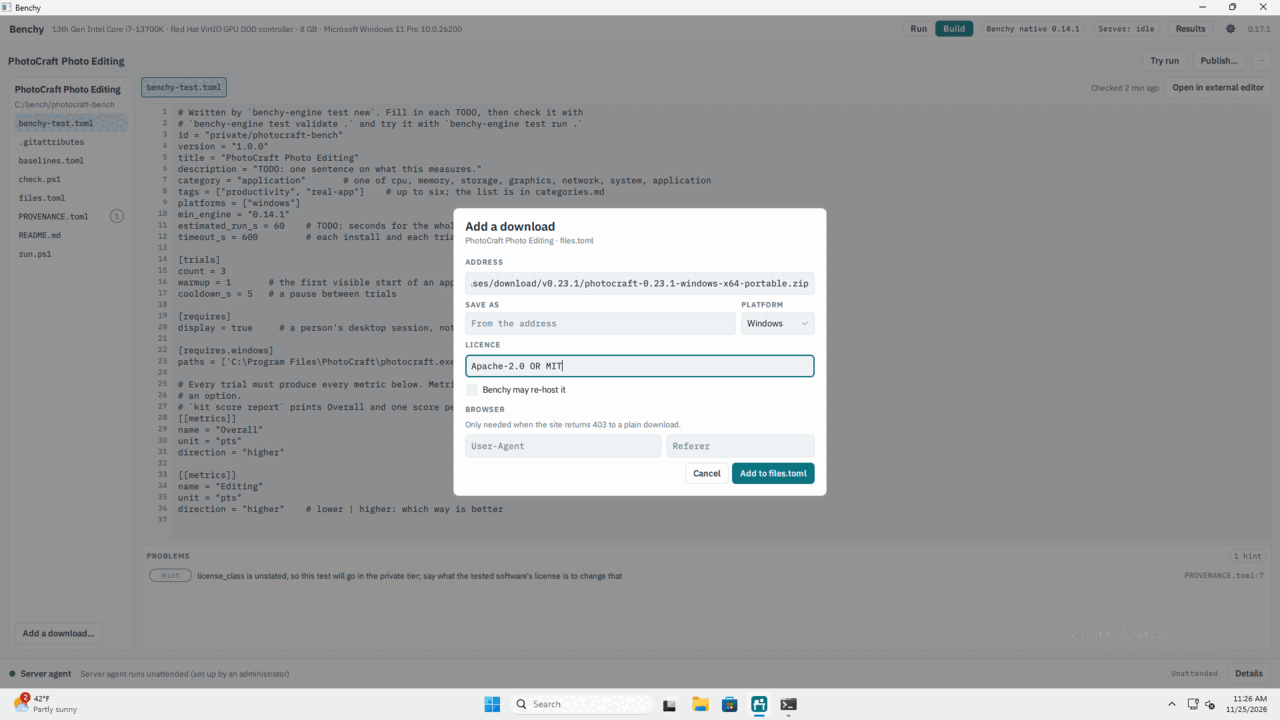 Benchy
Benchy 13th Gen Intel Core i7-13700K · Red Hat VirtIO GPU DOD controller · 8 GB · Microsoft Windows 11 Pro 10.0.26200
Run Build Benchy native 0.14.1 Server: idle Results 0.17.1
PhotoCraft Photo Editing
Try run Publish...
PhotoCraft Photo Editing
C:/bench/photocraft-bench
benchy-test.toml
.gitattributes
baselines.toml
check.ps1
files.toml
PROVENANCE.toml 1
README.md
run.ps1
Add a download...
benchy-test.toml
Checked 2 min ago Open in external editor
1 # Written by `benchy-engine test new`. Fill in each TODO, then check it with
2 # `benchy-engine test validate .` and try it with `benchy-engine test run .`
3 id = "private/photocraft-bench"
4 version = "1.0.0"
5 title = "PhotoCraft Photo Editing"
6 description = "TODO: one sentence on what this measures."
7 category = "application" # one of cpu, memory, storage, graphics, network, system, application
8 tags = ["productivity", "real-app"] # up to six; the list is in categories.md
9 platforms = ["windows"]
10 min_engine = "0.14.1"
11 estimated_run_s = 60 # TODO: seconds for the whol
12 timeout_s = 600 # each install and each tria
13
14 [trials]
15 count = 3
16 warmup = 1 # the first visible start of an app
17 cooldown_s = 5 # a pause between trials
18
19 [requires]
20 display = true # a person's desktop session, not
21
22 [requires.windows]
23 paths = ['C:\Program Files\PhotoCraft\photocraft.exe
24
25 # Every trial must produce every metric below. Metri
26 # an option.
27 # `kit score report` prints Overall and one score pe
28 [[metrics]]
29 name = "Overall"
30 unit = "pts"
31 direction = "higher"
32
33 [[metrics]]
34 name = "Editing"
35 unit = "pts"
36 direction = "higher" # lower | higher: which way is better
37
Add a download
PhotoCraft Photo Editing · files.toml
ADDRESS
ses/download/v0.23.1/photocraft-0.23.1-windows-x64-portable.zip
SAVE AS PLATFORM
From the address Windows
LICENCE
Apache-2.0 OR MIT
Benchy may re-host it
BROWSER
Only needed when the site returns 403 to a plain download.
User-Agent Referer
Cancel Add to files.toml
PROBLEMS 1 hint
Hint license_class is unstated, so this test will go in the private tier; say what the tested software's license is to change that PROVENANCE.toml:7
Server agent Server agent runs unattended (set up by an administrator) Unattended Details
2 42°F
Partly sunny
Search
11:26 AM
11/25/2026